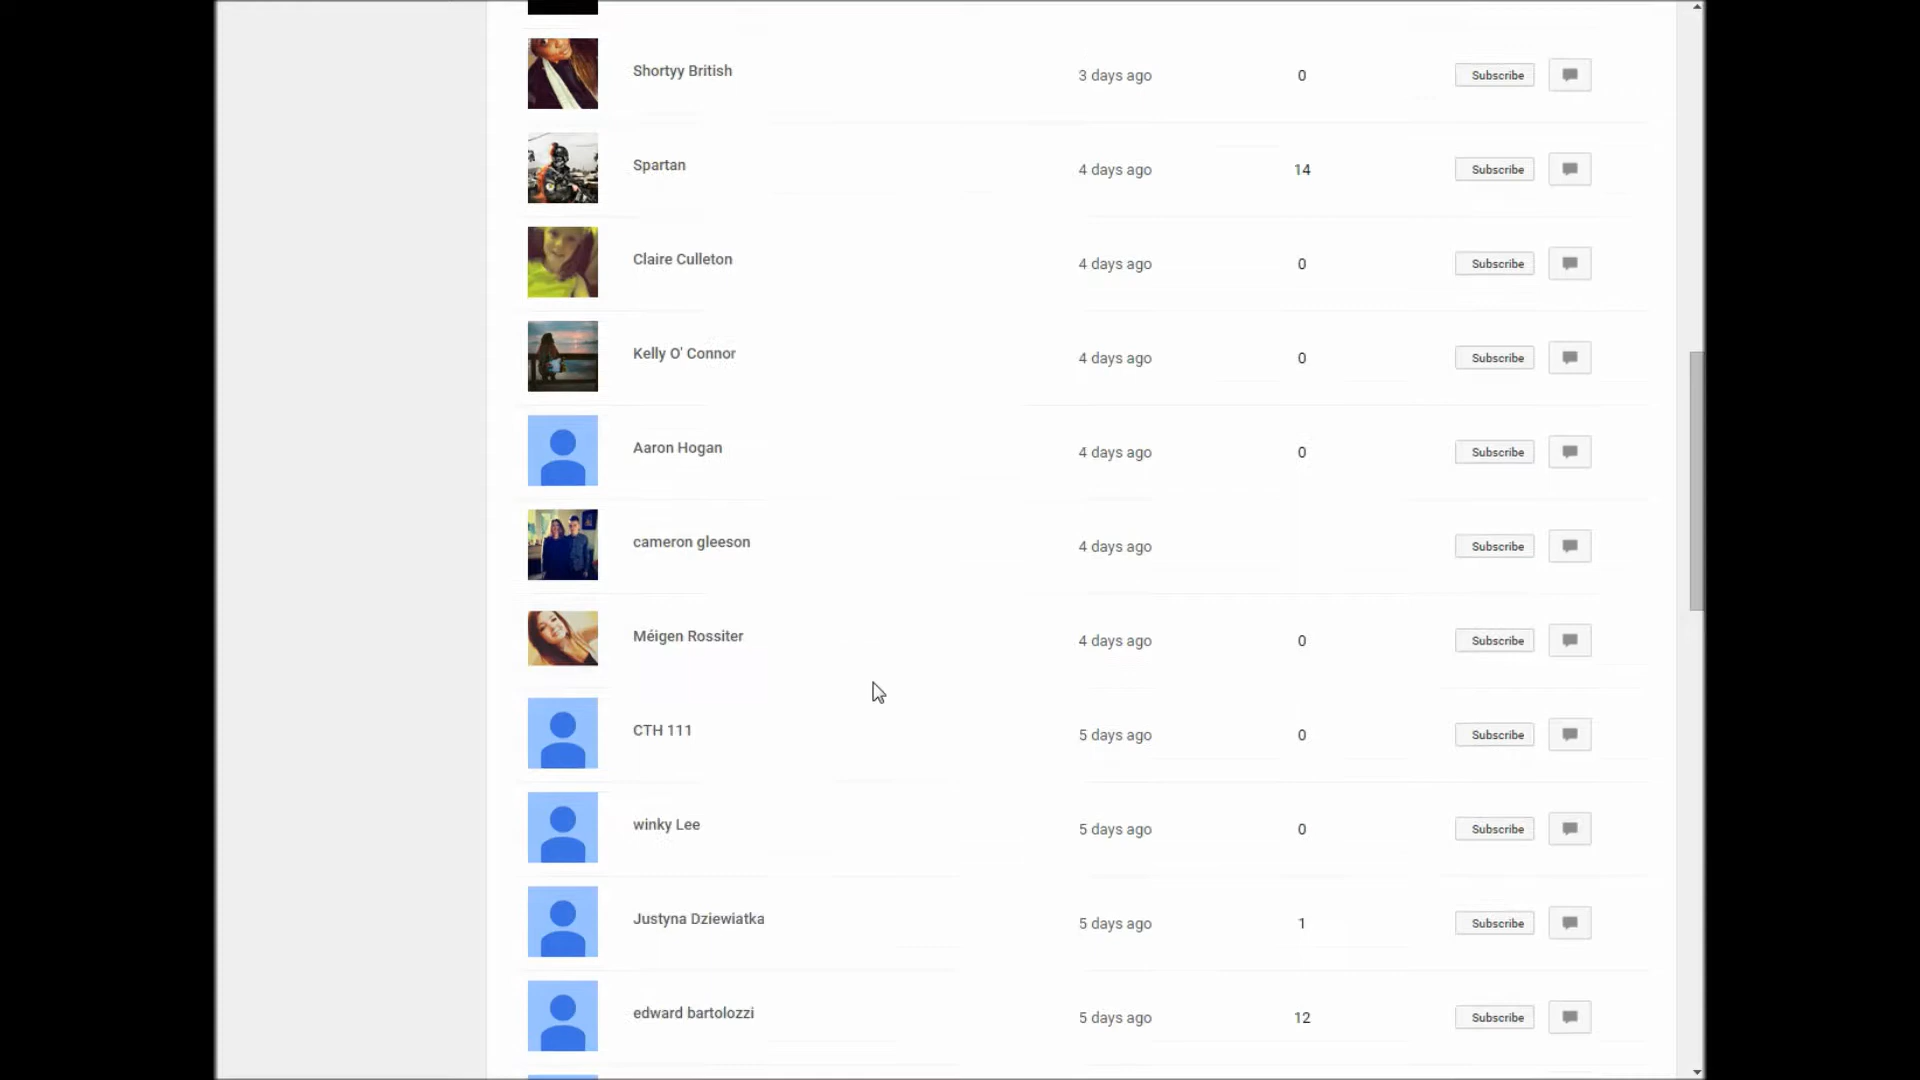 Shortyy British 3 days ago 0 Subscribe
Spartan 4 days ago 14 Subscribe
Claire Culleton 4 days ago 0 Subscribe
Kelly O' Connor 4 days ago 0 Subscribe
Aaron Hogan 4 days ago 0 Subscribe
cameron gleeson 4 days ago Subscribe
Méigen Rossiter 4 days ago 0 Subscribe
CTH 111 5 days ago 0 Subscribe
winky Lee 5 days ago 0 Subscribe
Justyna Dziewiatka 5 days ago 1 Subscribe
edward bartolozzi 5 days ago 12 Subscribe